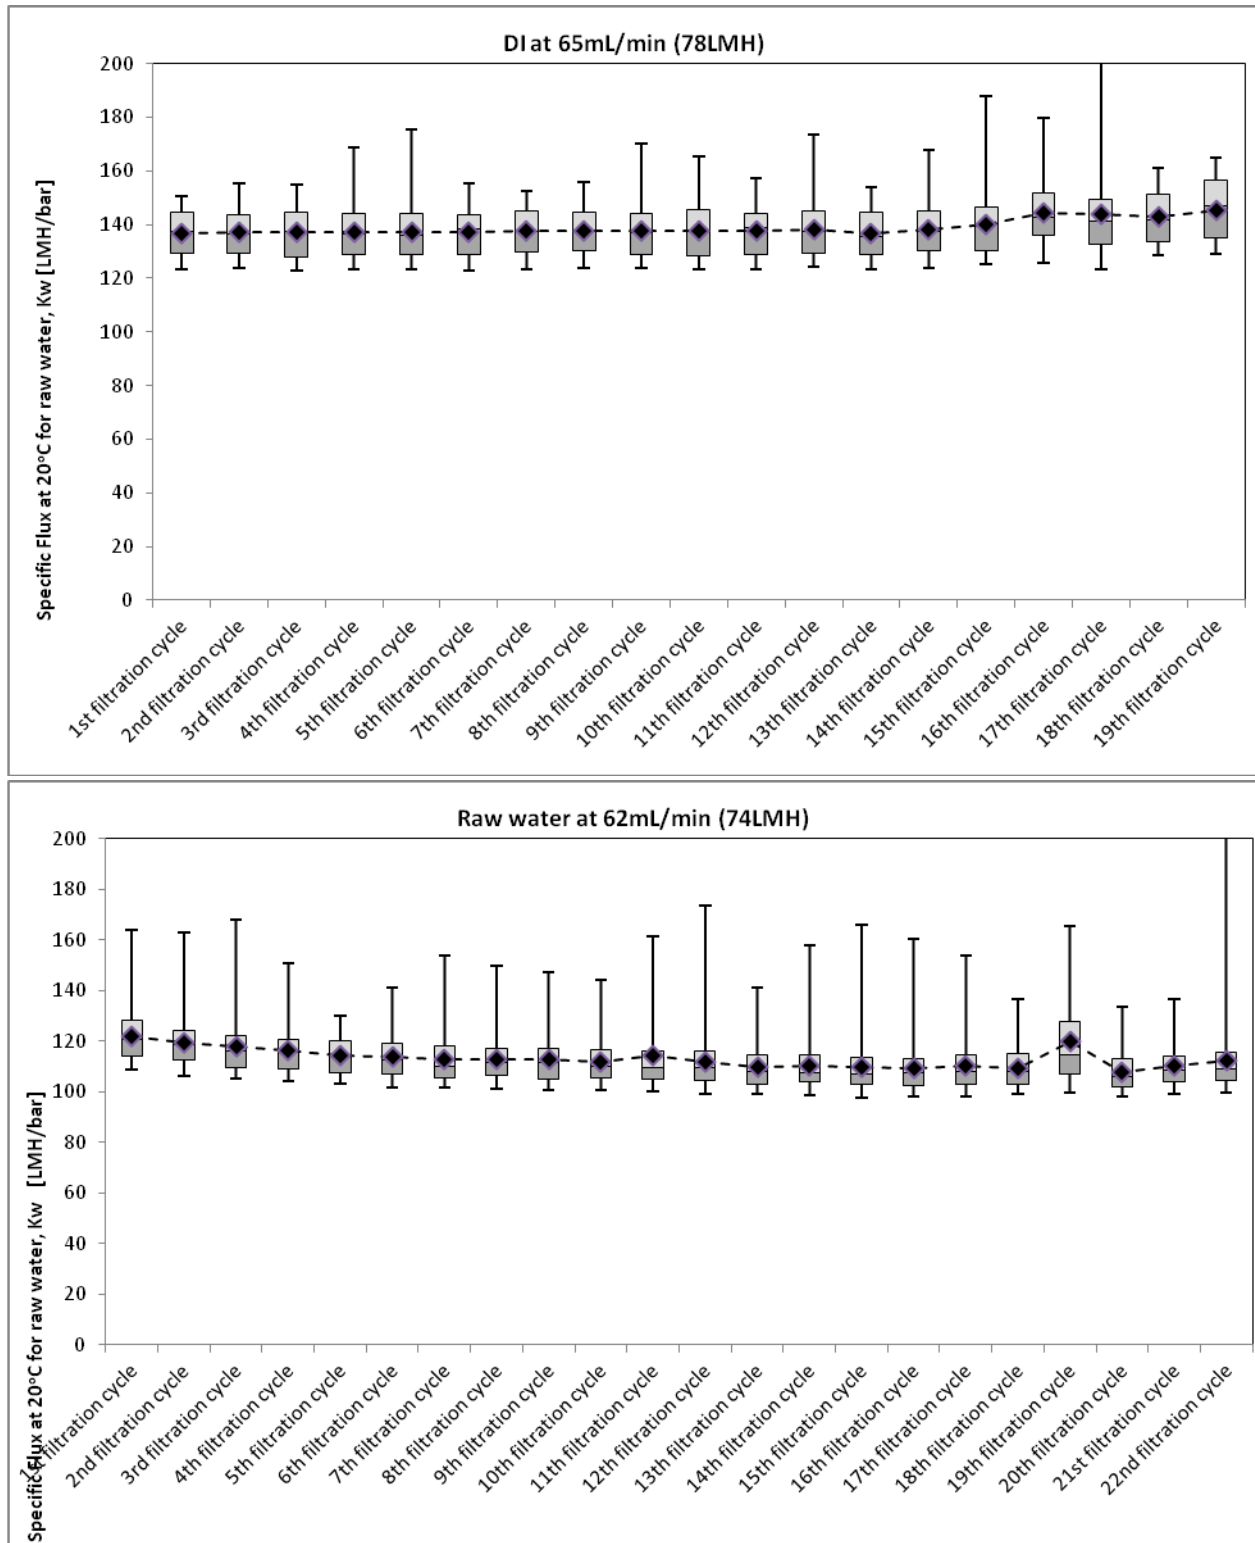 DI at 65mL/min (78LMH)
Specific Flux at 20°C for raw water, Kw [LMH/bar]
200
180
160
140
120
100
80
60
40
20
0
1st filtration cycle
2nd filtration cycle
3rd filtration cycle
4th filtration cycle
5th filtration cycle
6th filtration cycle
7th filtration cycle
8th filtration cycle
9th filtration cycle
10th filtration cycle
11th filtration cycle
12th filtration cycle
13th filtration cycle
14th filtration cycle
15th filtration cycle
16th filtration cycle
17th filtration cycle
18th filtration cycle
19th filtration cycle
Raw water at 62mL/min (74LMH)
Specific Flux at 20°C for raw water, Kw [LMH/bar]
200
180
160
140
120
100
80
60
40
20
0
1st filtration cycle
2nd filtration cycle
3rd filtration cycle
4th filtration cycle
5th filtration cycle
6th filtration cycle
7th filtration cycle
8th filtration cycle
9th filtration cycle
10th filtration cycle
11th filtration cycle
12th filtration cycle
13th filtration cycle
14th filtration cycle
15th filtration cycle
16th filtration cycle
17th filtration cycle
18th filtration cycle
19th filtration cycle
20th filtration cycle
21st filtration cycle
22nd filtration cycle